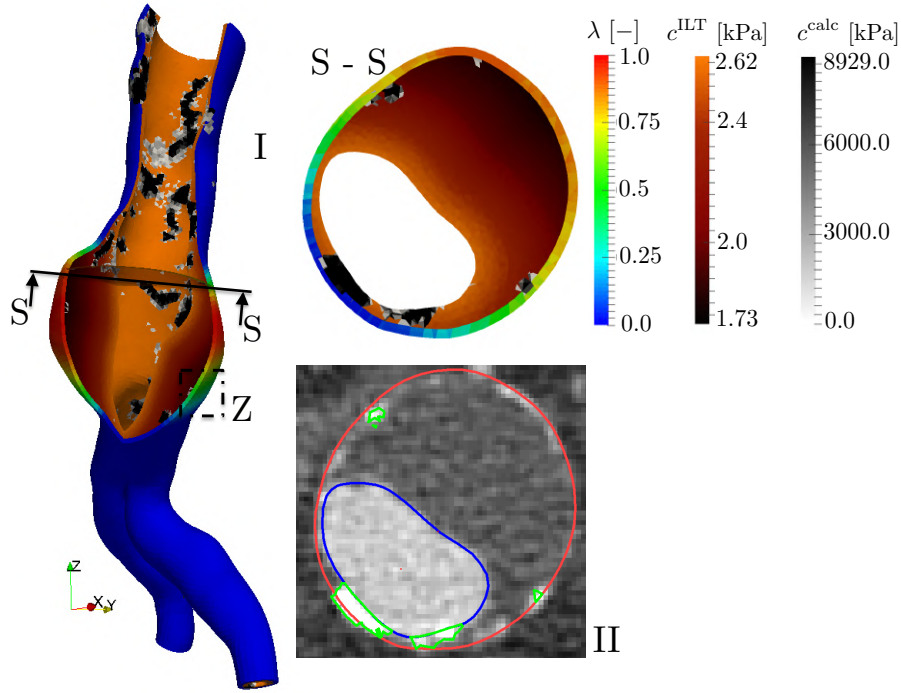 S - S
λ [–] c^ILT [kPa] c^calc [kPa]
1.0 2.62 8929.0
0.75 2.4 6000.0
0.5 2.0 3000.0
0.25 1.73 0.0
0.0
I
S S
Z
Z
X Y
II